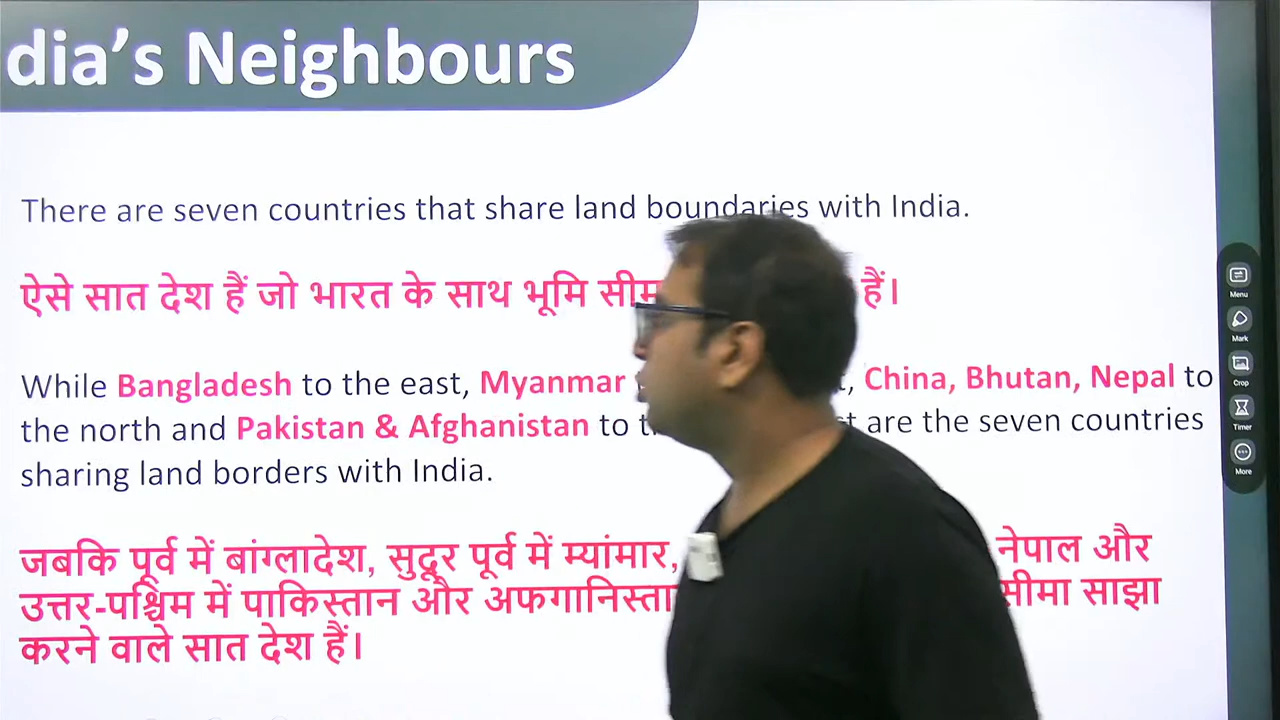 dia’s Neighbours
There are seven countries that share land boundaries with India.
ऐसे सात देश हैं जो भारत के साथ भूमि हैं।
While Bangladesh to the east, Myanmar China, Bhutan, Nepal to
the north and Pakistan & Afghanistan to are the seven countries
sharing land borders with India.
जबकि पूर्व में बांग्लादेश, सुदूर पूर्व में म्यांमार, नेपाल और
उत्तर-पश्चिम में पाकिस्तान और सीमा साझा
करने वाले सात देश हैं।
Menu
Mark
Crop
Timer
More